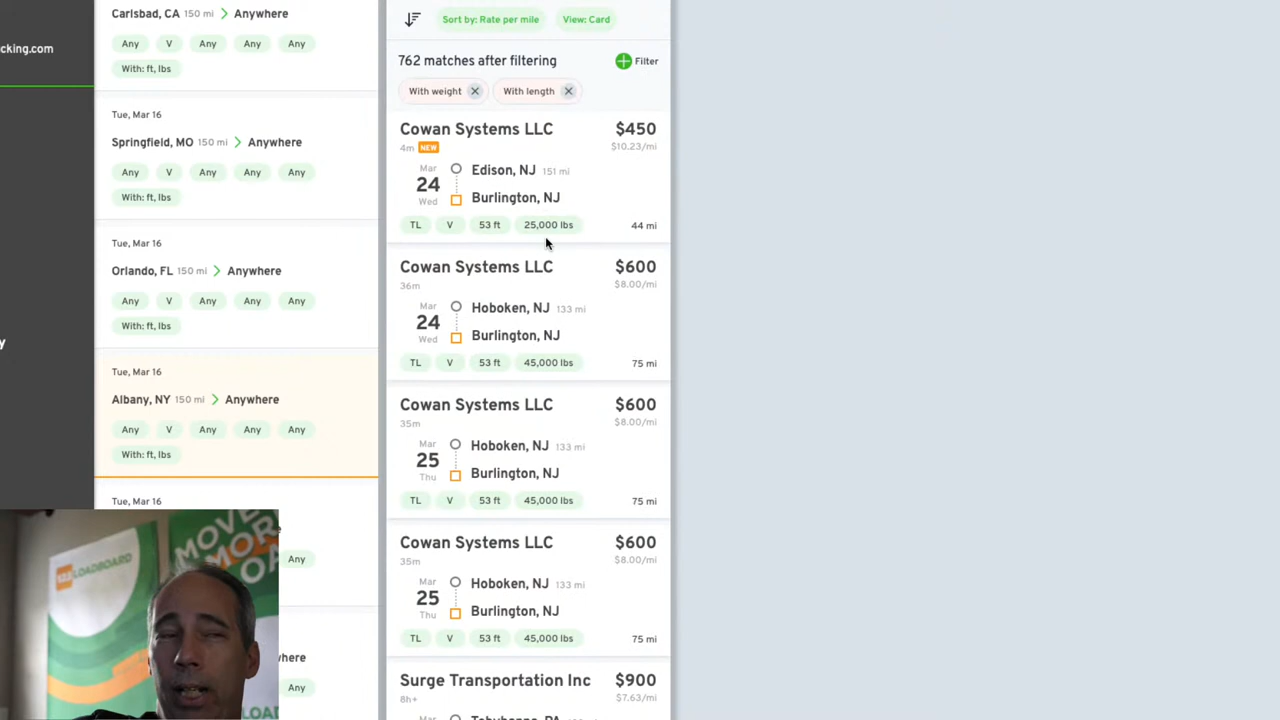 cking.com
y
Carlsbad, CA 150 mi > Anywhere
Any V Any Any Any
With: ft, lbs
Tue, Mar 16
Springfield, MO 150 mi > Anywhere
Any V Any Any Any
With: ft, lbs
Tue, Mar 16
Orlando, FL 150 mi > Anywhere
Any V Any Any Any
With: ft, lbs
Tue, Mar 16
Albany, NY 150 mi > Anywhere
Any V Any Any Any
With: ft, lbs
Tue, Mar 16
e
Any
here
Any
Sort by: Rate per mile View: Card
762 matches after filtering Filter
With weight With length
Cowan Systems LLC $450
4m NEW $10.23/mi
Mar Edison, NJ 151 mi
24
Wed Burlington, NJ
TL V 53 ft 25,000 lbs 44 mi
Cowan Systems LLC $600
36m $8.00/mi
Mar Hoboken, NJ 133 mi
24
Wed Burlington, NJ
TL V 53 ft 45,000 lbs 75 mi
Cowan Systems LLC $600
35m $8.00/mi
Mar Hoboken, NJ 133 mi
25
Thu Burlington, NJ
TL V 53 ft 45,000 lbs 75 mi
Cowan Systems LLC $600
35m $8.00/mi
Mar Hoboken, NJ 133 mi
25
Thu Burlington, NJ
TL V 53 ft 45,000 lbs 75 mi
Surge Transportation Inc $900
8h+ $7.63/mi
Mar Tobyhanna, PA
MOVE
MORE
OA
LOADBOARD
LOAD